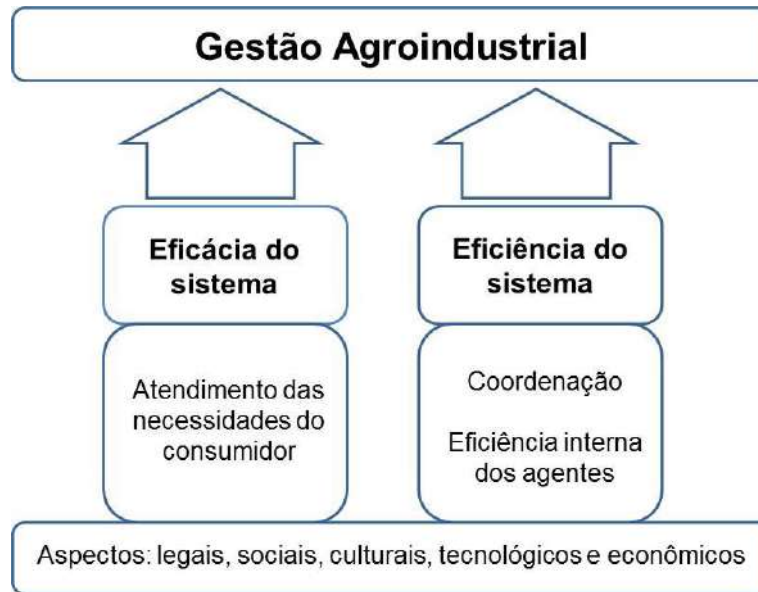 Gestão Agroindustrial
Eficácia do
sistema
Atendimento das
necessidades do
consumidor
Eficiência do
sistema
Coordenação
Eficiência interna
dos agentes
Aspectos: legais, sociais, culturais, tecnológicos e econômicos